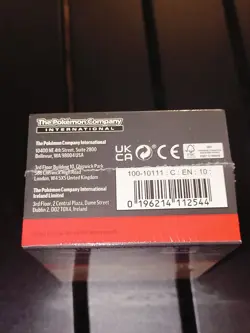 The Pokémon Company
INTERNATIONAL
The Pokémon Company International
10400 NE 4th Street, Suite 2800
Bellevue, WA 98004 USA
3rd Floor Building 10, Chiswick Park
566 Chiswick High Road
London, W4 5XS United Kingdom
The Pokémon Company International
Ireland Limited
3rd Floor, 2 Central Plaza, Dame Street
Dublin 2, D02 T0X4, Ireland
UK
CA
CE
FSC
100-10111 C EN 10
0 196214 112544